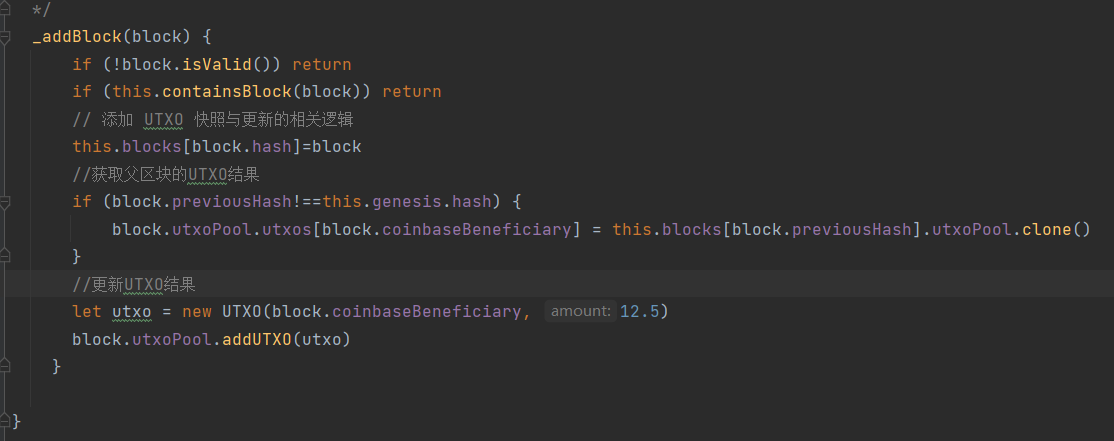 */
_addBlock(block) {
if (!block.isValid()) return
if (this.containsBlock(block)) return
// 添加 UTXO 快照与更新的相关逻辑
this.blocks[block.hash]=block
//获取父区块的UTXO结果
if (block.previousHash!==this.genesis.hash) {
block.utxoPool.utxos[block.coinbaseBeneficiary] = this.blocks[block.previousHash].utxoPool.clone()
}
//更新UTXO结果
let utxo = new UTXO(block.coinbaseBeneficiary, amount: 12.5)
block.utxoPool.addUTXO(utxo)
}
}